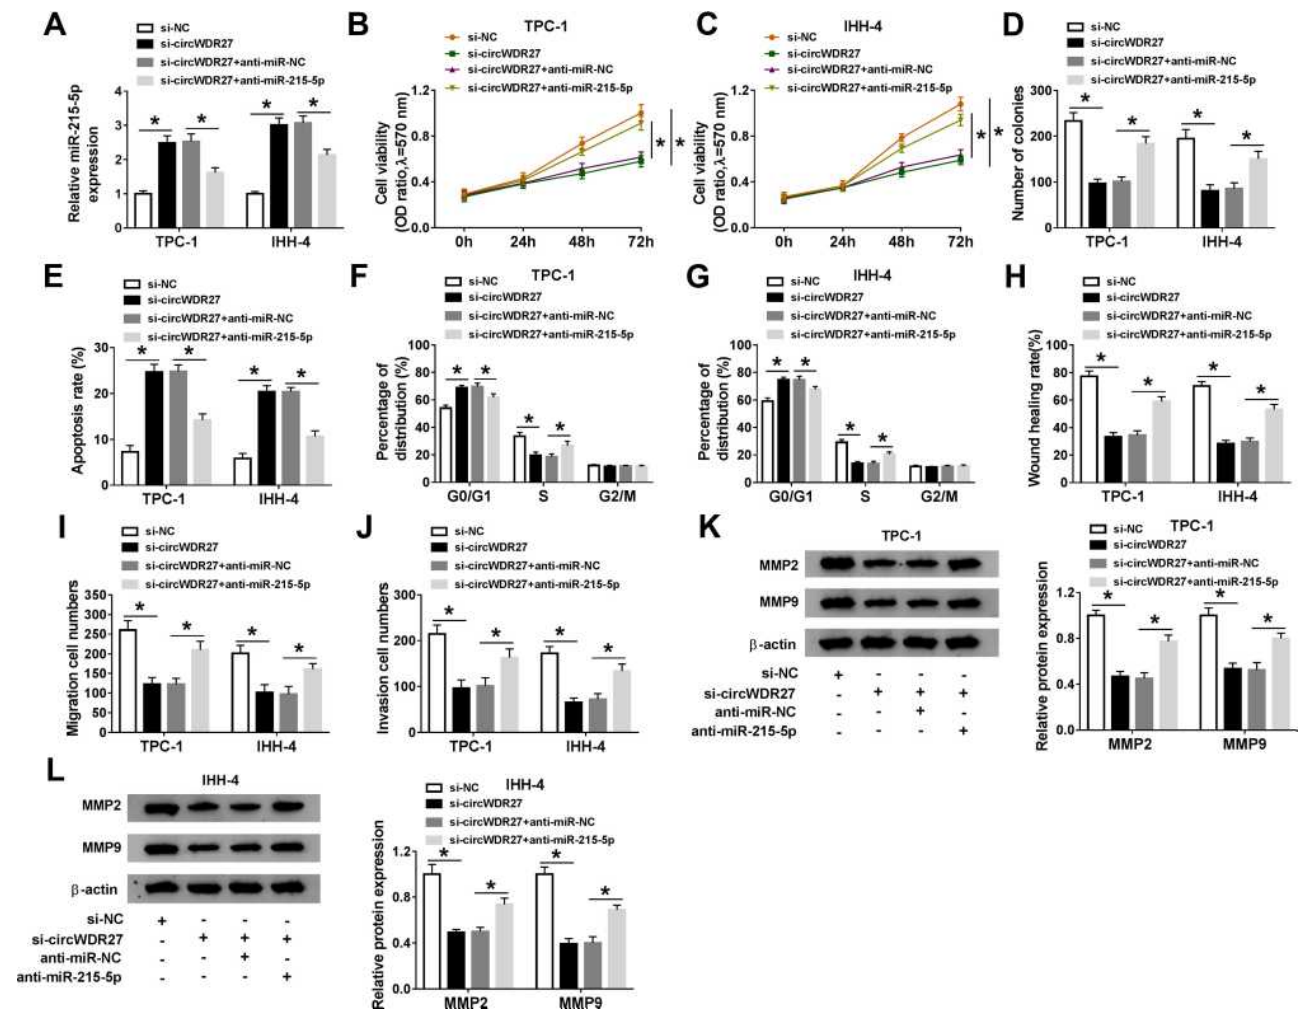 A
si-NC
si-circWDR27
si-circWDR27+anti-miR-NC
si-circWDR27+anti-miR-215-5p
Relative miR-215-5p
expression
4
3
2
1
0
* * * *
TPC-1 IHH-4
B
TPC-1
si-NC
si-circWDR27
si-circWDR27+anti-miR-NC
si-circWDR27+anti-miR-215-5p
Cell viability
(OD ratio,λ=570 nm)
1.2
0.8
0.4
0.0
* *
0h 24h 48h 72h
C
IHH-4
si-NC
si-circWDR27
si-circWDR27+anti-miR-NC
si-circWDR27+anti-miR-215-5p
Cell viability
(OD ratio,λ=570 nm)
1.2
0.8
0.4
0.0
* *
0h 24h 48h 72h
D
si-NC
si-circWDR27
si-circWDR27+anti-miR-NC
si-circWDR27+anti-miR-215-5p
Number of colonies
300
200
100
0
* * * *
TPC-1 IHH-4
E
si-NC
si-circWDR27
si-circWDR27+anti-miR-NC
si-circWDR27+anti-miR-215-5p
Apoptosis rate (%)
30
20
10
0
* * * *
TPC-1 IHH-4
F
TPC-1
si-NC
si-circWDR27
si-circWDR27+anti-miR-NC
si-circWDR27+anti-miR-215-5p
Percentage of
distribution (%)
100
80
60
40
20
0
* * * *
G0/G1 S G2/M
G
IHH-4
si-NC
si-circWDR27
si-circWDR27+anti-miR-NC
si-circWDR27+anti-miR-215-5p
Percentage of
distribution (%)
100
80
60
40
20
0
* * * *
G0/G1 S G2/M
H
si-NC
si-circWDR27
si-circWDR27+anti-miR-NC
si-circWDR27+anti-miR-215-5p
Wound healing rate(%)
100
80
60
40
20
0
* * * *
TPC-1 IHH-4
I
si-NC
si-circWDR27
si-circWDR27+anti-miR-NC
si-circWDR27+anti-miR-215-5p
Migration cell numbers
350
300
250
200
150
100
50
0
* * * *
TPC-1 IHH-4
J
si-NC
si-circWDR27
si-circWDR27+anti-miR-NC
si-circWDR27+anti-miR-215-5p
Invasion cell numbers
300
200
100
0
* * * *
TPC-1 IHH-4
K
TPC-1
MMP2
MMP9
β-actin
si-NC + - - -
si-circWDR27 - + + +
anti-miR-NC - - + -
anti-miR-215-5p - - - +
TPC-1
si-NC
si-circWDR27
si-circWDR27+anti-miR-NC
si-circWDR27+anti-miR-215-5p
Relative protein expression
1.2
0.8
0.4
0.0
* * * *
MMP2 MMP9
L
IHH-4
MMP2
MMP9
β-actin
si-NC + - - -
si-circWDR27 - + + +
anti-miR-NC - - + -
anti-miR-215-5p - - - +
IHH-4
si-NC
si-circWDR27
si-circWDR27+anti-miR-NC
si-circWDR27+anti-miR-215-5p
Relative protein expression
1.2
0.8
0.4
0.0
* * * *
MMP2 MMP9